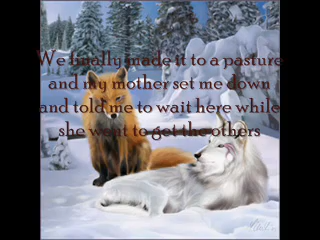 We finally made it to a pasture
and my mother set me down
and told me to wait here while
she went to get the others